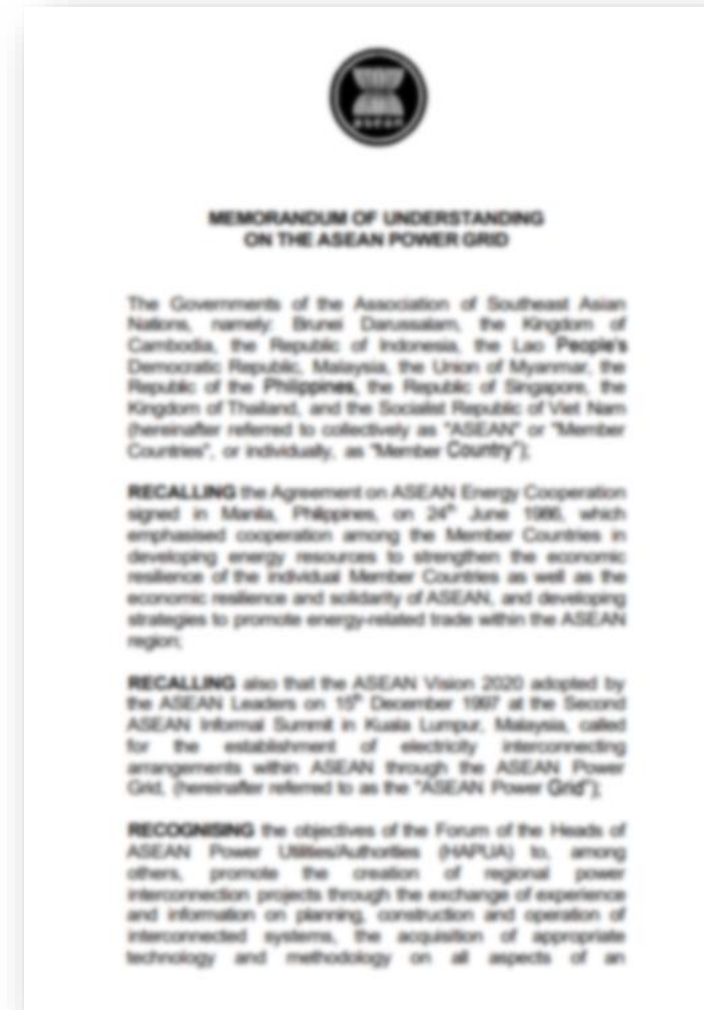 ASEAN
MEMORANDUM OF UNDERSTANDING
ON THE ASEAN POWER GRID
The Governments of the Association of Southeast Asian
Nations, namely: Brunei Darussalam, the Kingdom of
Cambodia, the Republic of Indonesia, the Lao People's
Democratic Republic, Malaysia, the Union of Myanmar, the
Republic of the Philippines, the Republic of Singapore, the
Kingdom of Thailand, and the Socialist Republic of Viet Nam
(hereinafter referred to collectively as "ASEAN" or "Member
Countries", or individually, as "Member Country");
RECALLING the Agreement on ASEAN Energy Cooperation
signed in Manila, Philippines, on 24th June 1986, which
emphasised cooperation among the Member Countries in
developing energy resources to strengthen the economic
resilience of the individual Member Countries as well as the
economic resilience and solidarity of ASEAN, and developing
strategies to promote energy-related trade within the ASEAN
region;
RECALLING also that the ASEAN Vision 2020 adopted by
the ASEAN Leaders on 15th December 1997 at the Second
ASEAN Informal Summit in Kuala Lumpur, Malaysia, called
for the establishment of electricity interconnecting
arrangements within ASEAN through the ASEAN Power
Grid, (hereinafter referred to as the "ASEAN Power Grid");
RECOGNISING the objectives of the Forum of the Heads of
ASEAN Power Utilities/Authorities (HAPUA) to, among
others, promote the creation of regional power
interconnection projects through the exchange of experience
and information on planning, construction and operation of
interconnected systems, the acquisition of appropriate
technology and methodology on all aspects of an